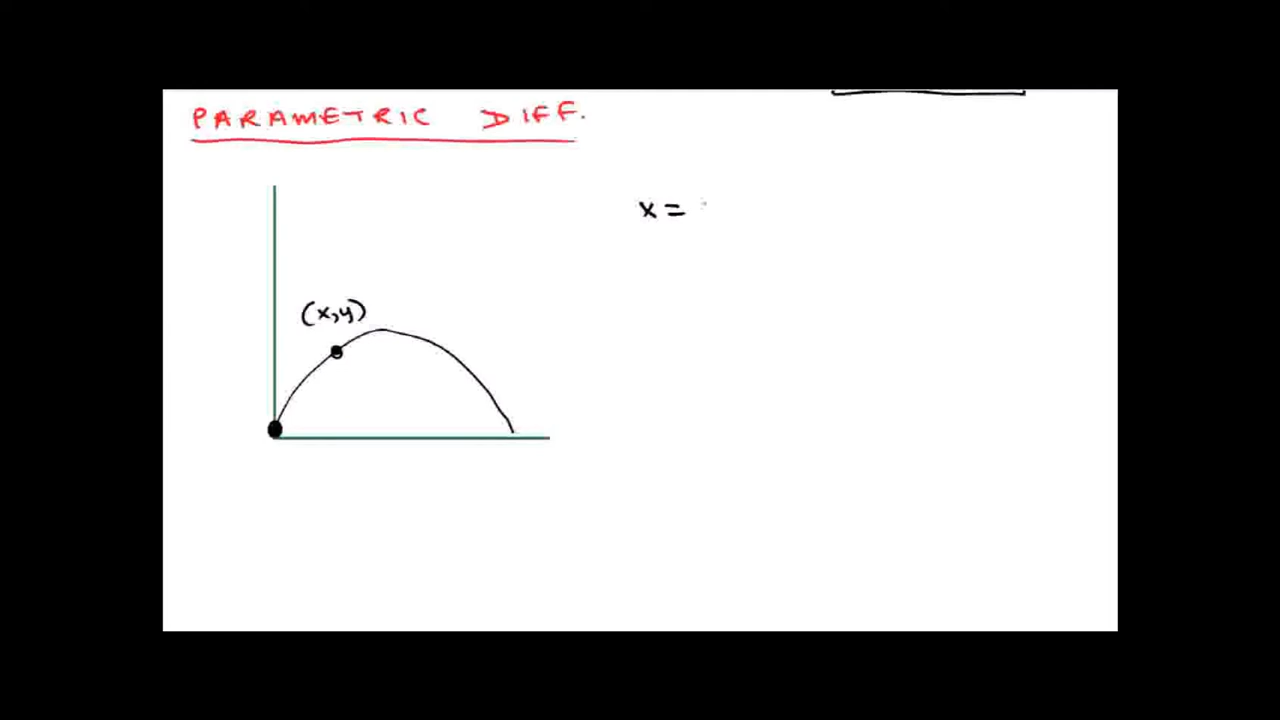 PARAMETRIC DIFF.
x =
(x,y)